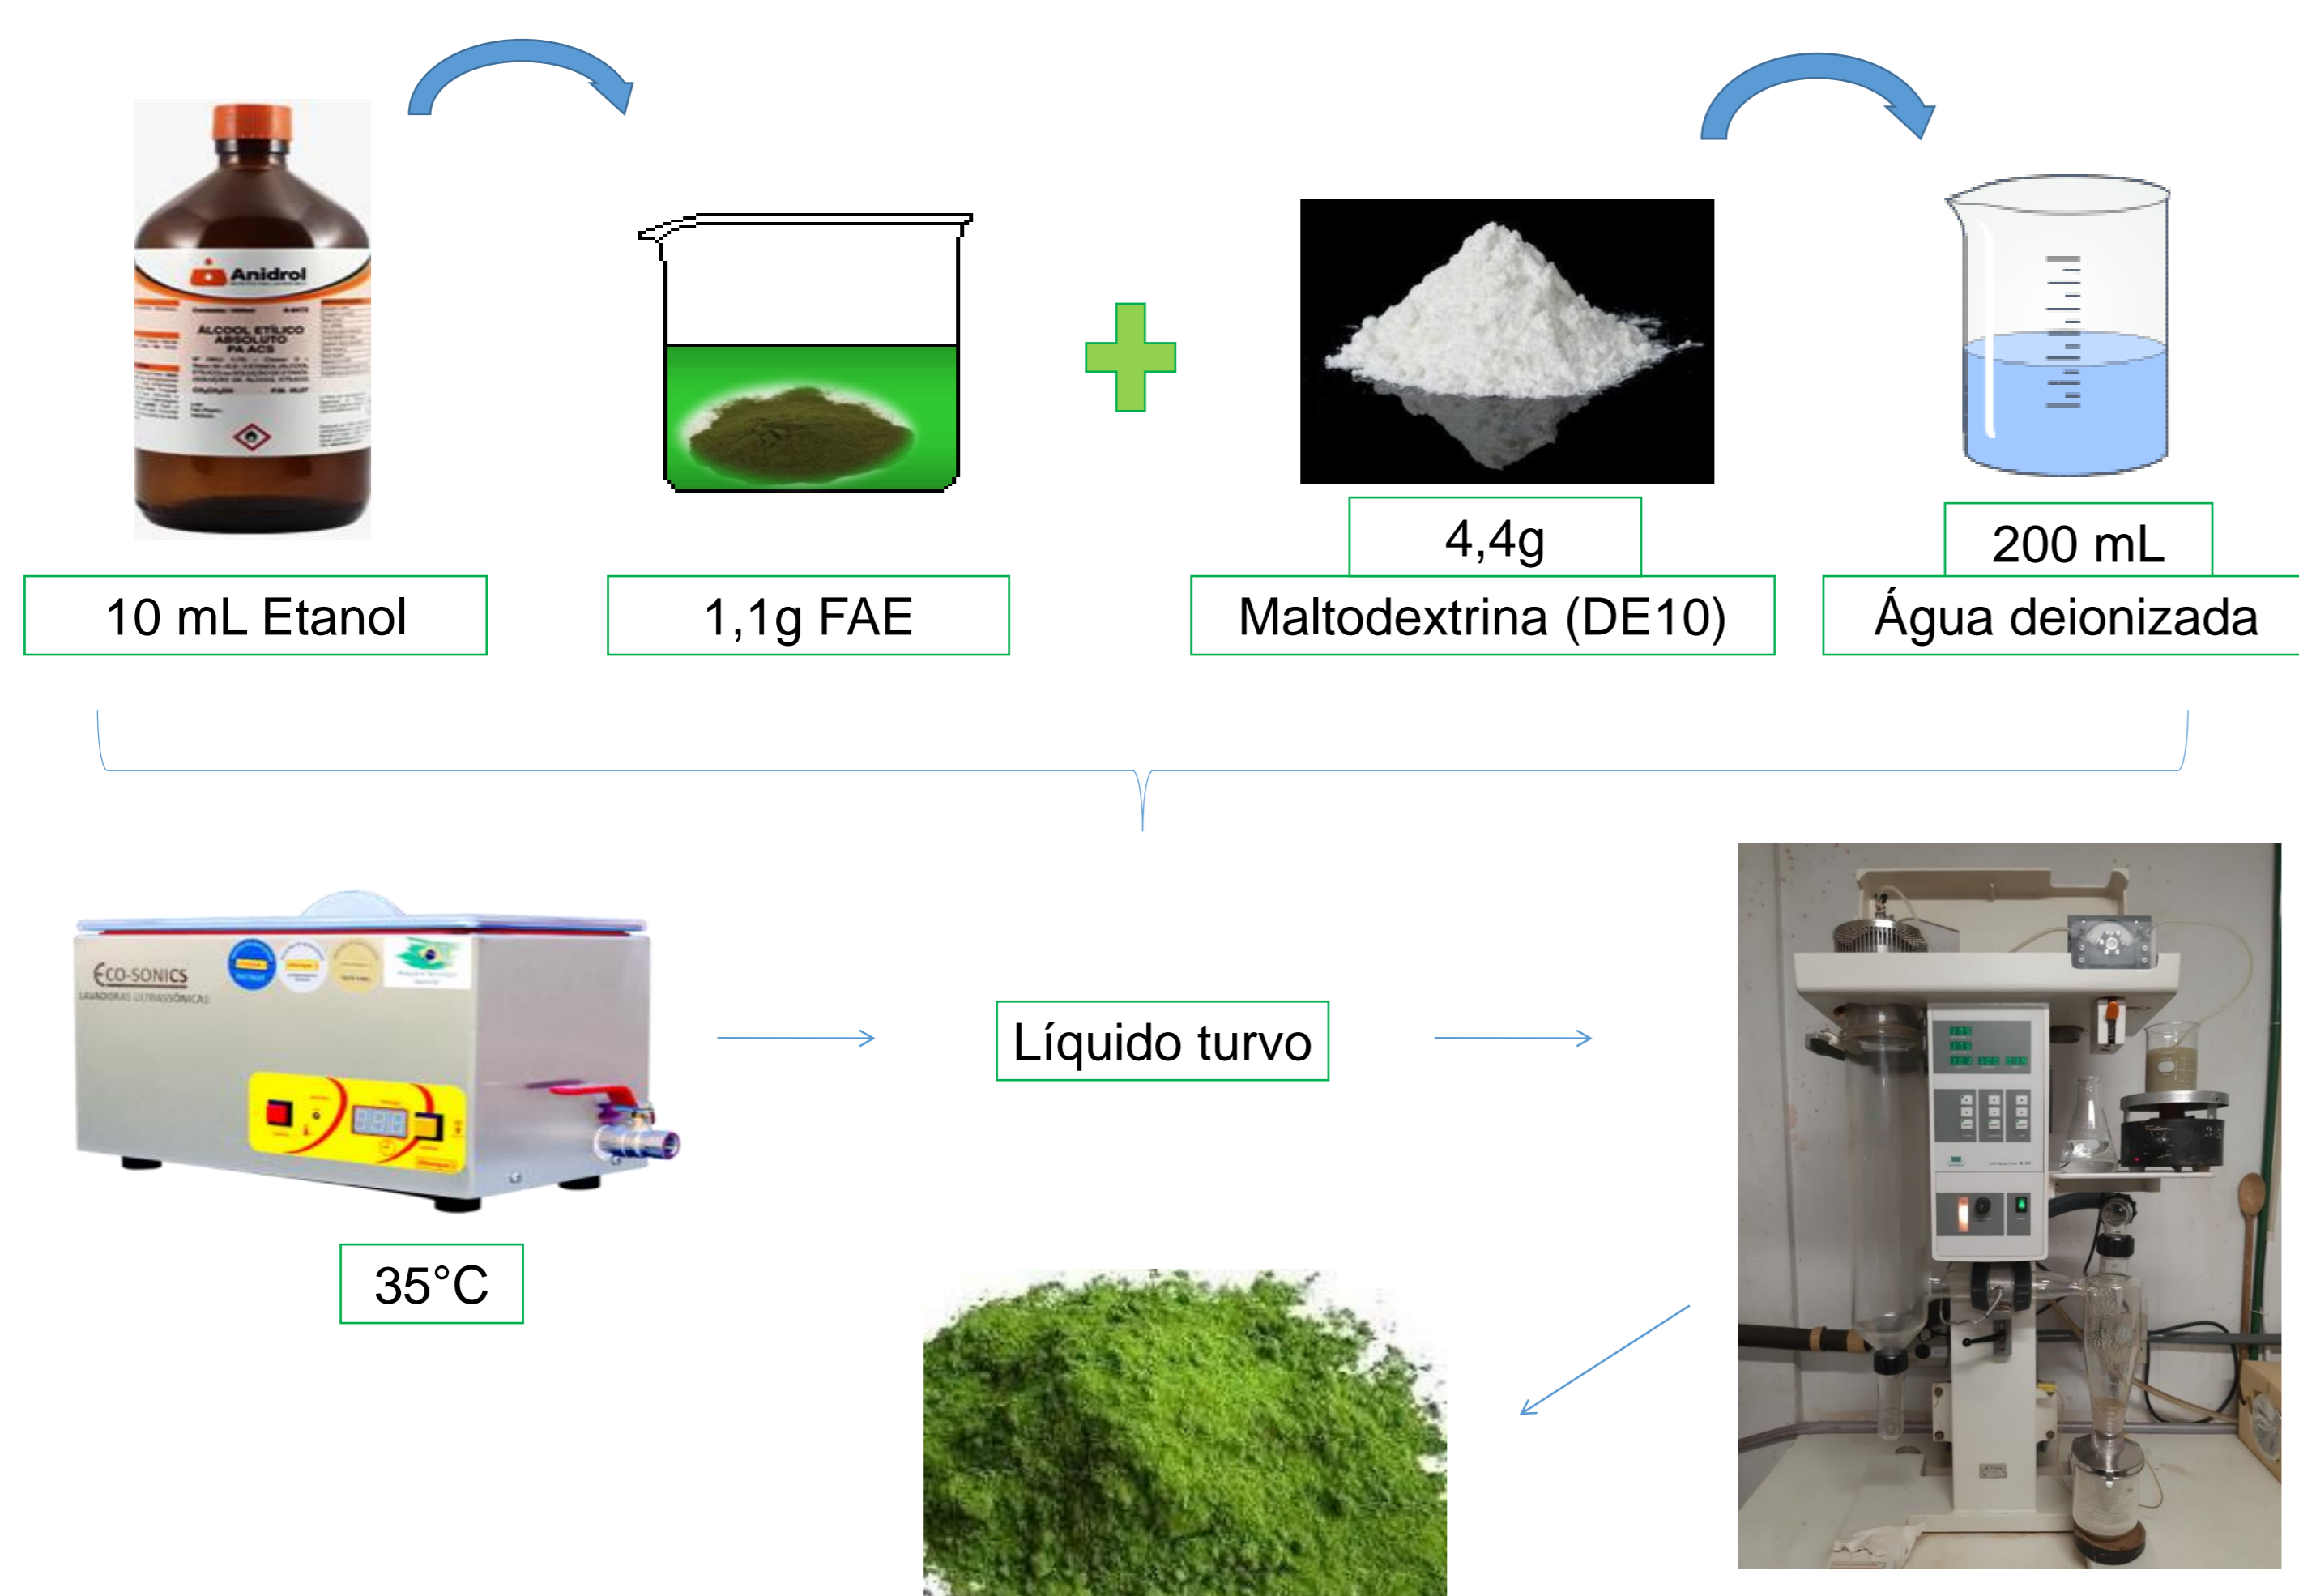 Anidrol
ÁLCOOL ETÍLICO
ABSOLUTO
PA ACS
10 mL Etanol
1,1g FAE
4,4g
Maltodextrina (DE10)
200 mL
Água deionizada
ECO-SONICS
LAVADORAS ULTRASSÔNICAS
35°C
Líquido turvo